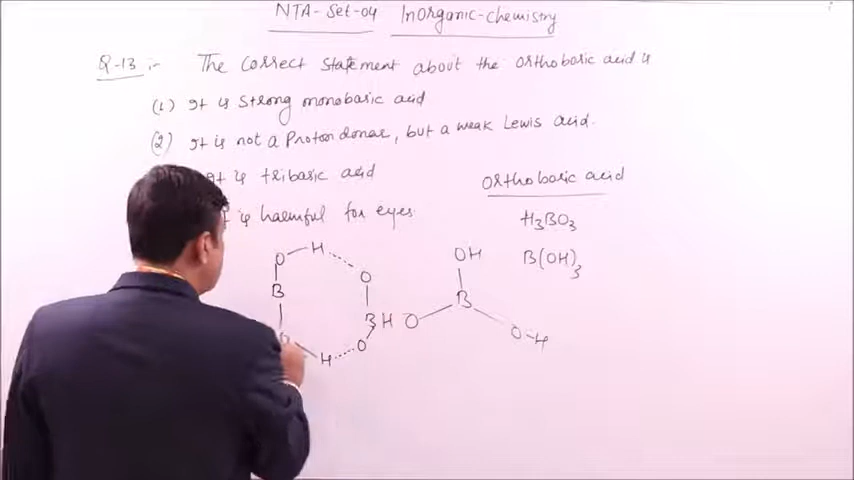 NTA-Set-04 Inorganic-chemistry
Q-13 :- The Correct statement about the orthoboric acid is
(1) It is strong monobasic acid
(2) It is not a Proton donar, but a weak Lewis acid.
It is tribasic acid
is harmful for eyes
Orthoboric acid
H3BO3
B(OH)3
O H
O
B
B
H O
O
H
OH
B
HO
O-H